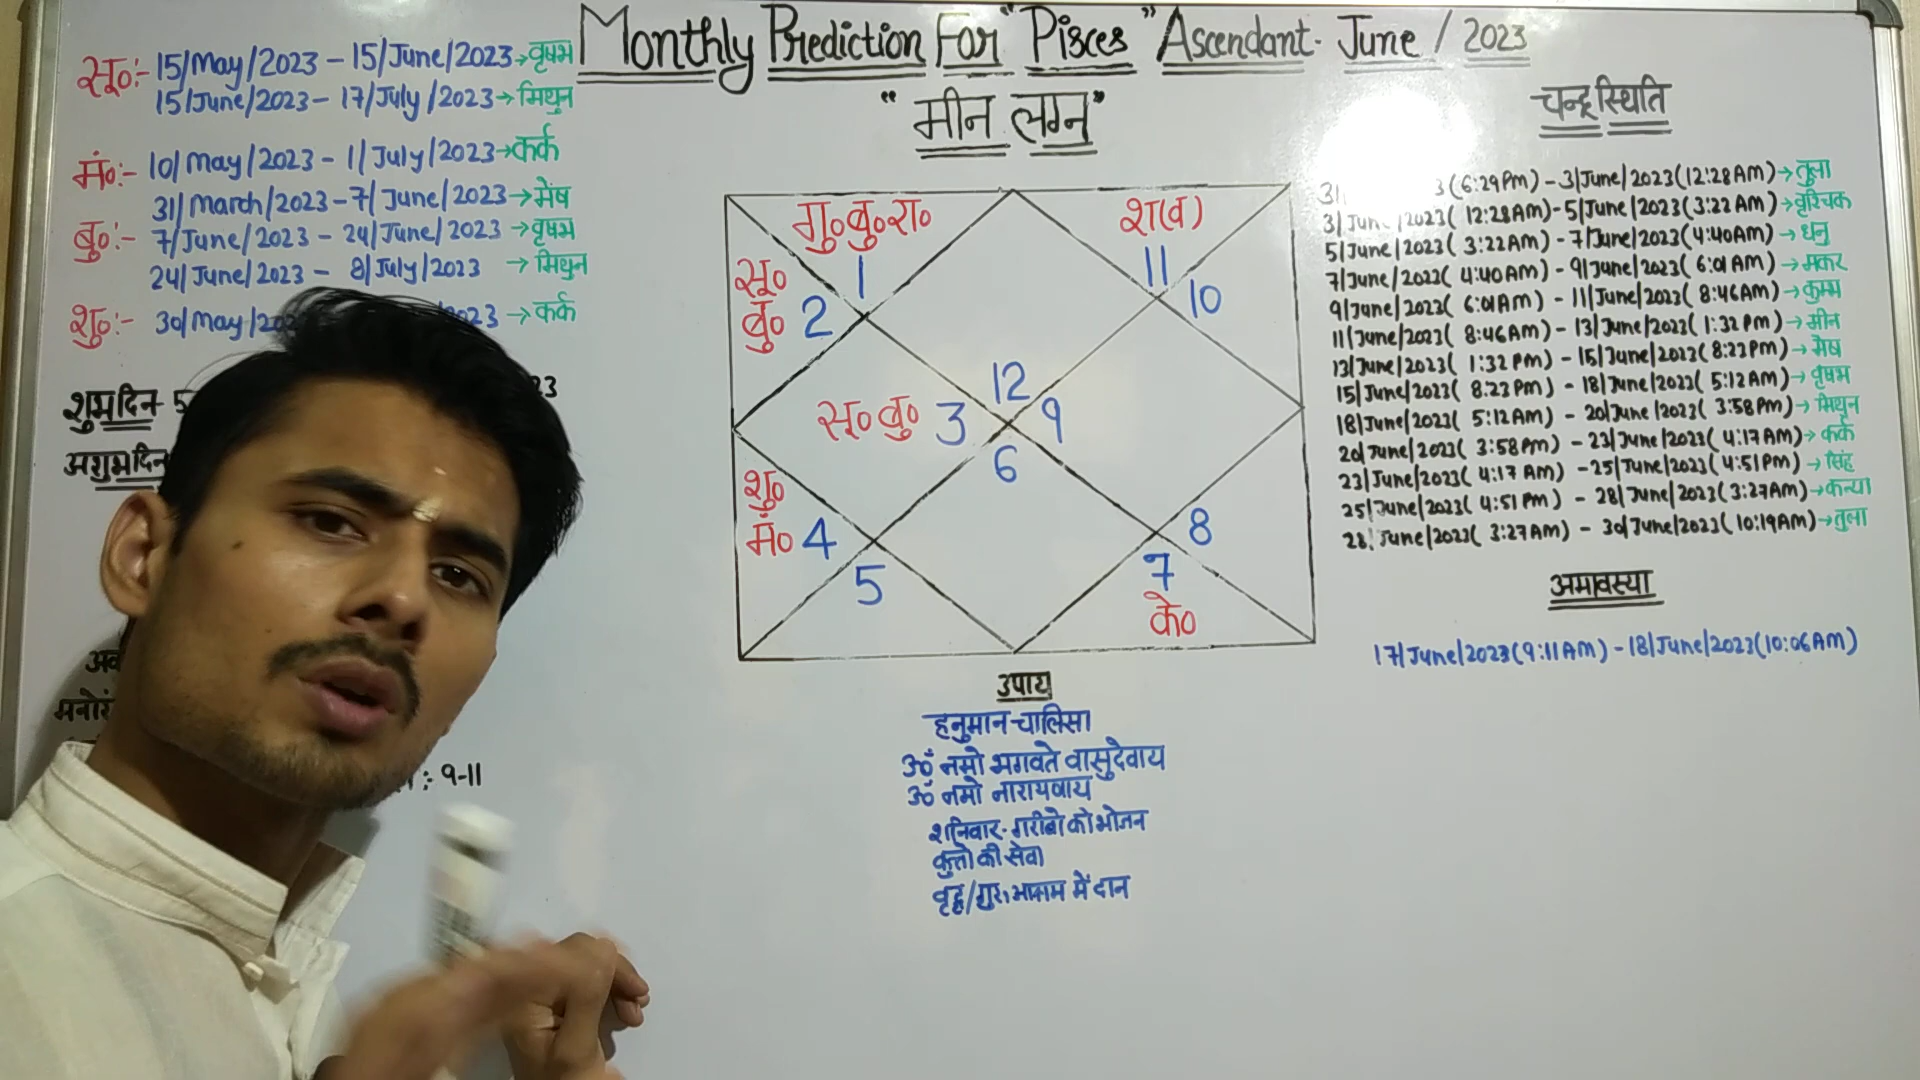 Monthly Prediction For "Pisces" Ascendant. June / 2023
"मीन लग्न"
सू०:- 15/May/2023 - 15/June/2023→वृषभ
15/June/2023 - 17/July/2023→मिथुन
मं०:- 10/May/2023 - 1/July/2023→कर्क
31/March/2023-7/June/2023→मेष
बु०:- 7/June/2023 - 24/June/2023→वृषभ
24/June/2023 - 8/July/2023 →मिथुन
शु०:- 30/May/202 023→कर्क
शुभदिन- 5 23
अशुभदिन
मनोरं
: 9-11
गु०बु०रा०
श(व)
सू०
1
11
10
बु० 2
12
सू०बु० 3
9
6
शु०
मं० 4
8
5
7
के०
उपाय
हनुमान-चालिसा
ॐ नमो भगवते वासुदेवाय
ॐ नमो नारायणाय
शनिवार-गरीबो को भोजन
कुत्तो की सेवा
में दान
चन्द्र स्थिति
31 3(6:29Pm) - 3/June/2023(12:28AM)→तुला
3/June/2023( 12:28AM)-5/June/2023(3:22AM)→वृश्चिक
5/June/2023( 3:22AM) - 7/June/2023(4:40AM)→धनु
7/June/2023( 4:40AM) - 9/June/2023( 6:01AM)→मकर
9/June/2023( 6:01AM) - 11/June/2023( 8:46AM)→कुम्भ
11/June/2023( 8:46AM) - 13/June/2023( 1:32PM)→मीन
13/June/2023( 1:32PM) - 15/June/2023(8:23PM)→मेष
15/June/2023( 8:23PM) - 18/June/2023( 5:12AM)→वृषभ
18/June/2023( 5:12AM) - 20/June/2023( 3:58PM)→मिथुन
20/June/2023( 3:58PM) - 23/June/2023( 4:17AM)→कर्क
23/June/2023( 4:17AM) -25/June/2023( 4:51PM)→सिंह
25/June/2023( 4:51PM) - 28/June/2023(3:27AM)→कन्या
28/June/2023( 3:27AM) - 30/June/2023(10:19AM)→तुला
अमावस्या
17/June/2023(9:11AM) -18/June/2023(10:06AM)